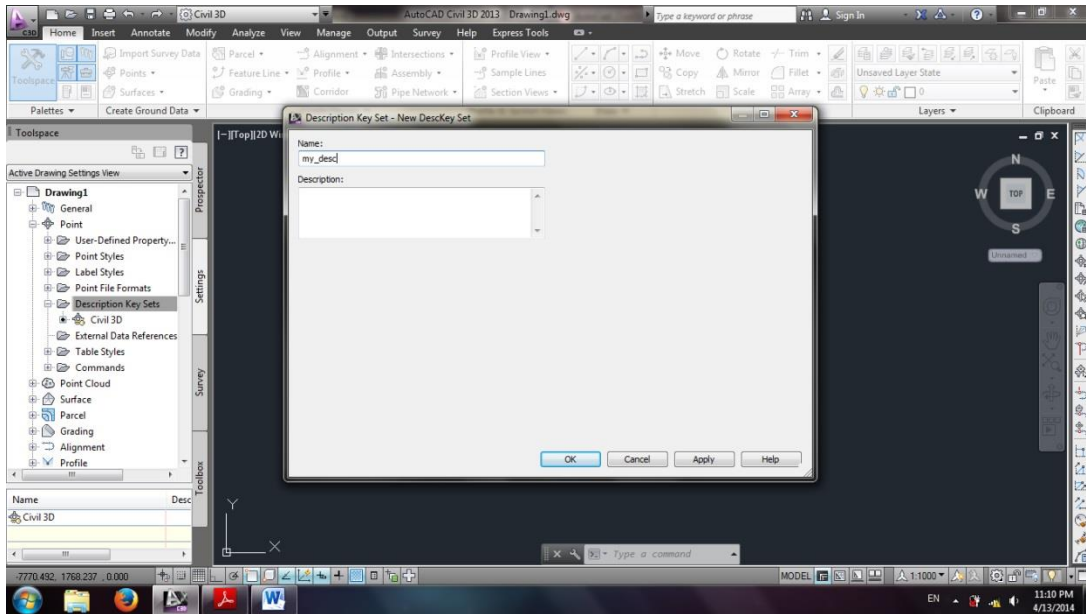 Civil 3D
AutoCAD Civil 3D 2013 Drawing1.dwg
Type a keyword or phrase
Sign In
C3D
Home Insert Annotate Modify Analyze View Manage Output Survey Help Express Tools
Toolspace
Import Survey Data
Points
Surfaces
Parcel
Feature Line
Grading
Alignment
Profile
Corridor
Intersections
Assembly
Pipe Network
Profile View
Sample Lines
Section Views
Move
Copy
Stretch
Rotate
Mirror
Scale
Trim
Fillet
Array
Unsaved Layer State
0
Paste
Palettes
Create Ground Data
Layers
Clipboard
Toolspace
Active Drawing Settings View
Drawing1
General
Point
User-Defined Property...
Point Styles
Label Styles
Point File Formats
Description Key Sets
Civil 3D
External Data References
Table Styles
Commands
Point Cloud
Surface
Parcel
Grading
Alignment
Profile
Prospector
Settings
Survey
Toolbox
Name Desc
Civil 3D
[-][Top][2D Wi
Description Key Set - New DescKey Set
Name:
my_desc
Description:
OK Cancel Apply Help
N
W TOP E
S
Unnamed
Y
X
Type a command
-7770.492, 1768.237 , 0.000
MODEL
1:1000
EN
11:10 PM
4/13/2014